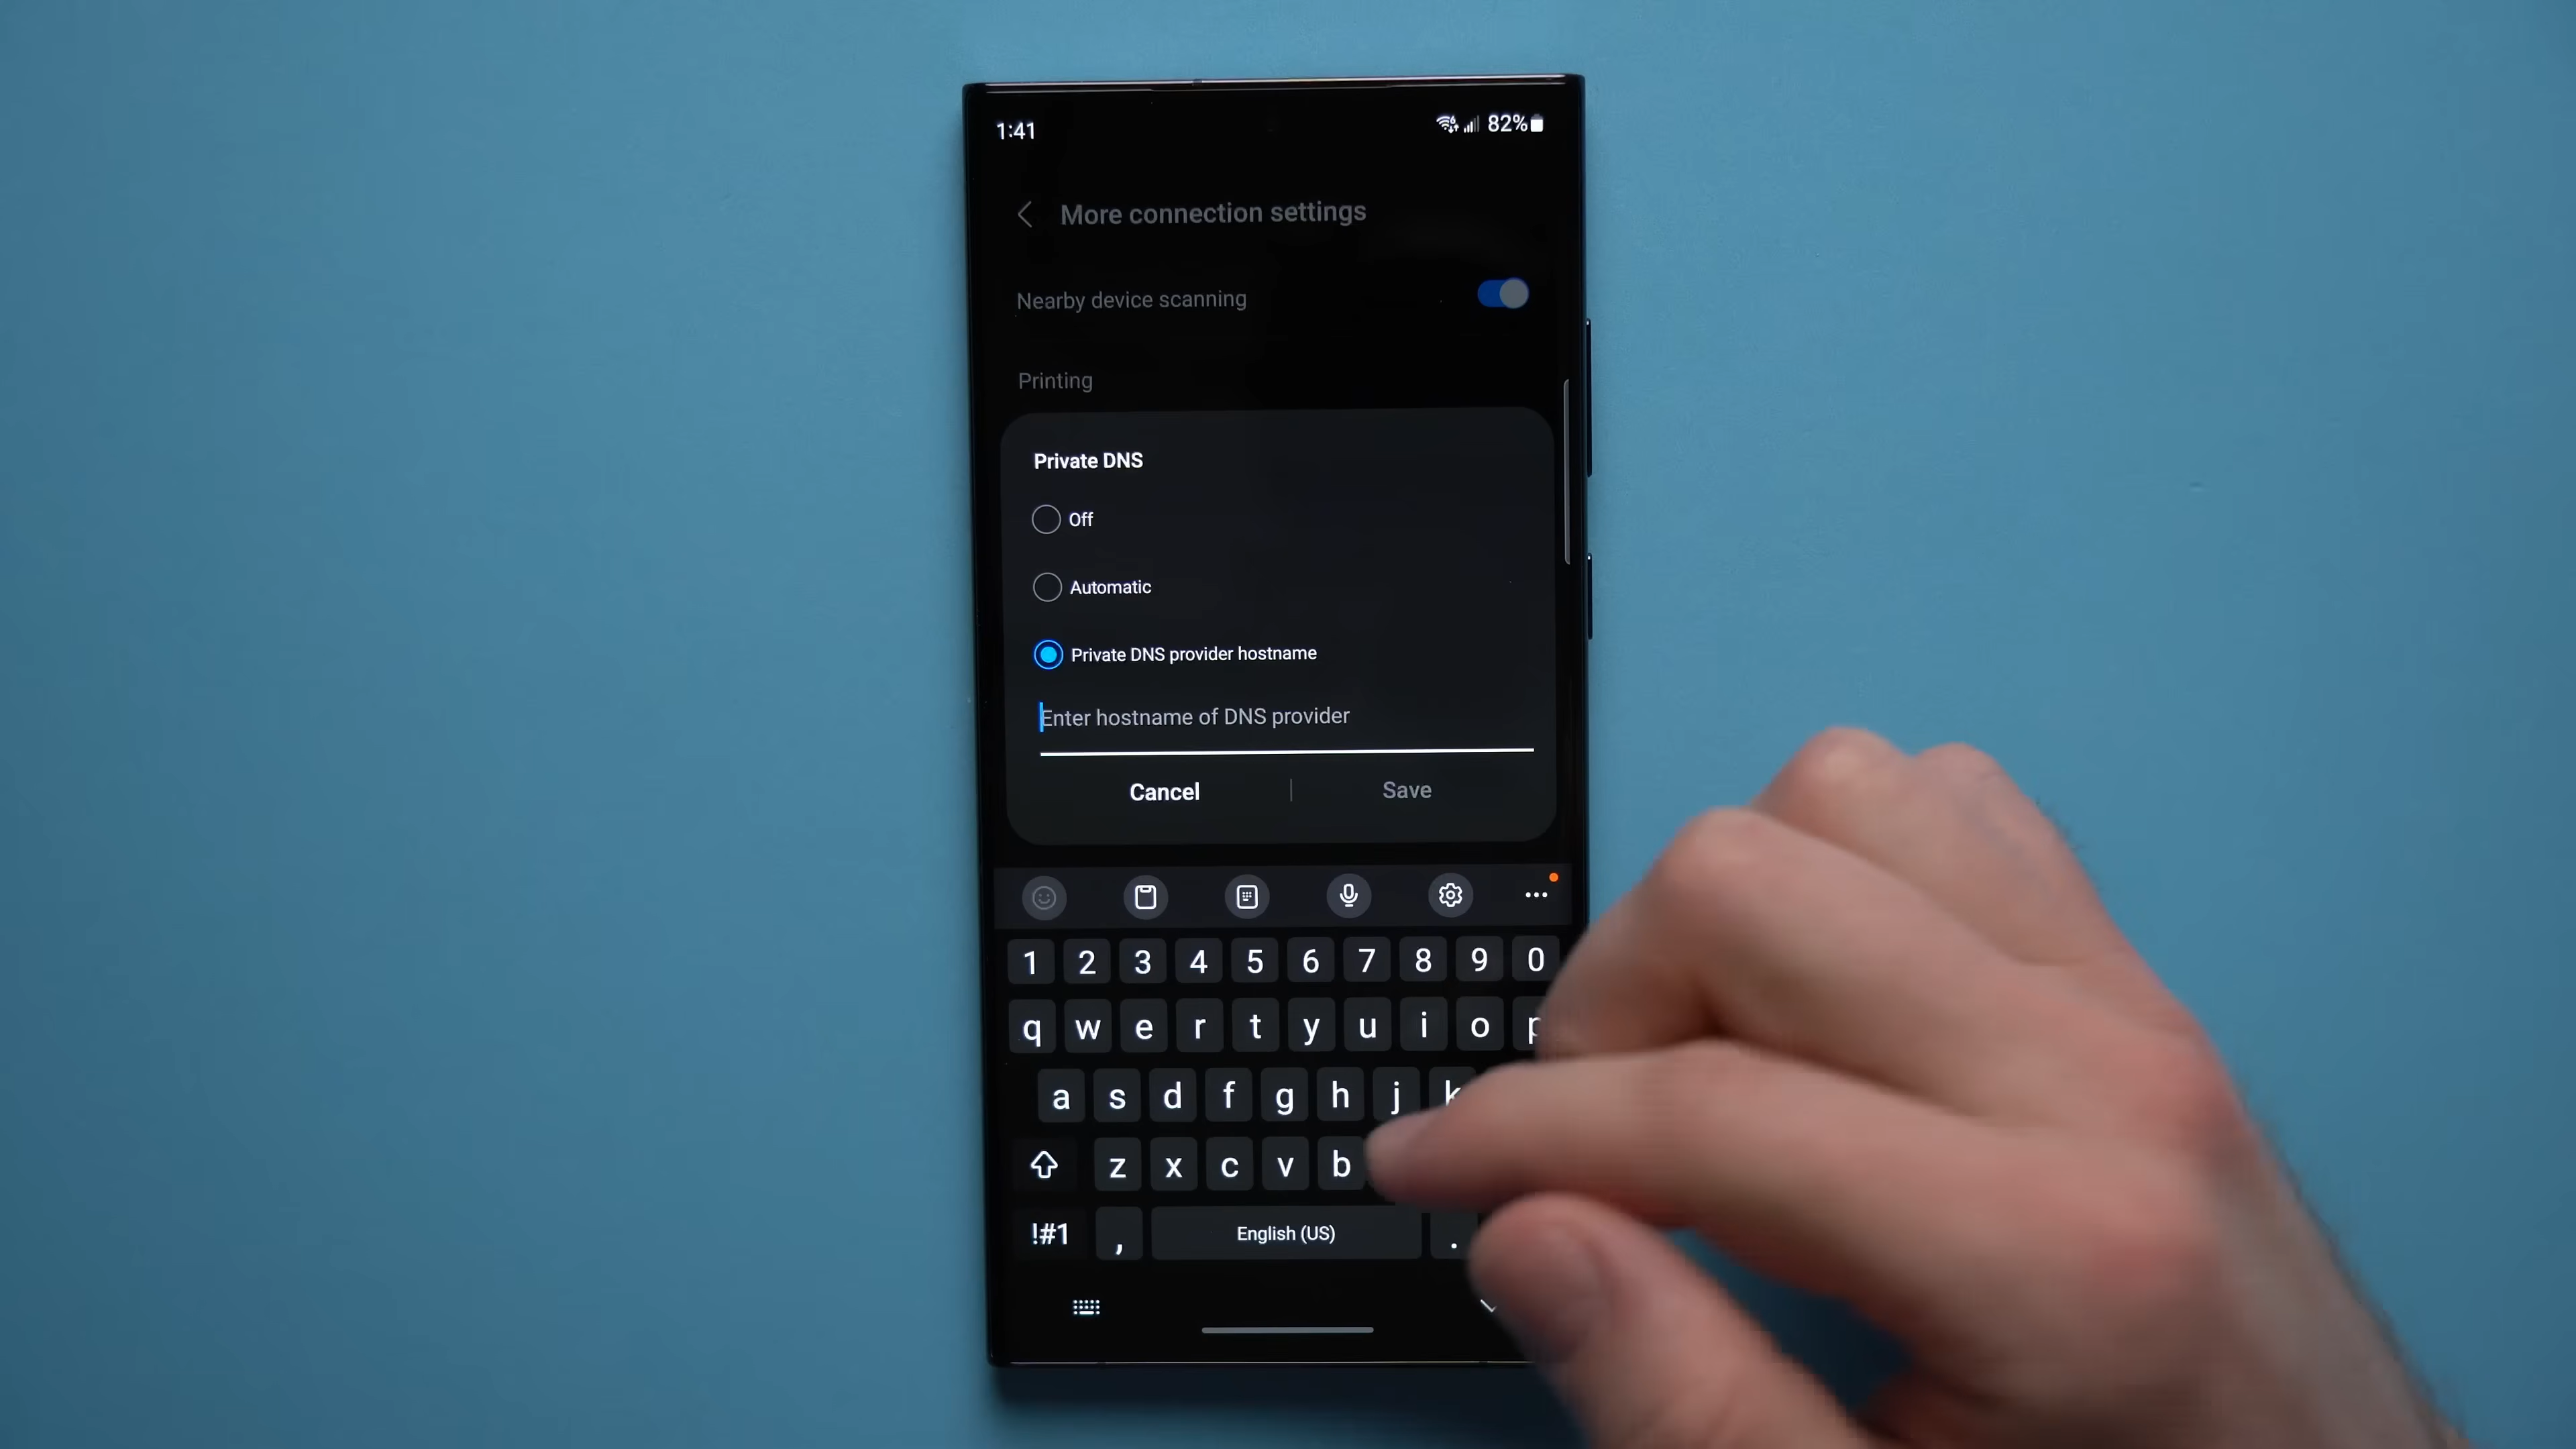 1:41
82%
More connection settings
Nearby device scanning
Printing
Private DNS
Off
Automatic
Private DNS provider hostname
Enter hostname of DNS provider
Cancel | Save
1 2 3 4 5 6 7 8 9 0
q w e r t y u i o p
a s d f g h j k
z x c v b
!#1 , English (US) .